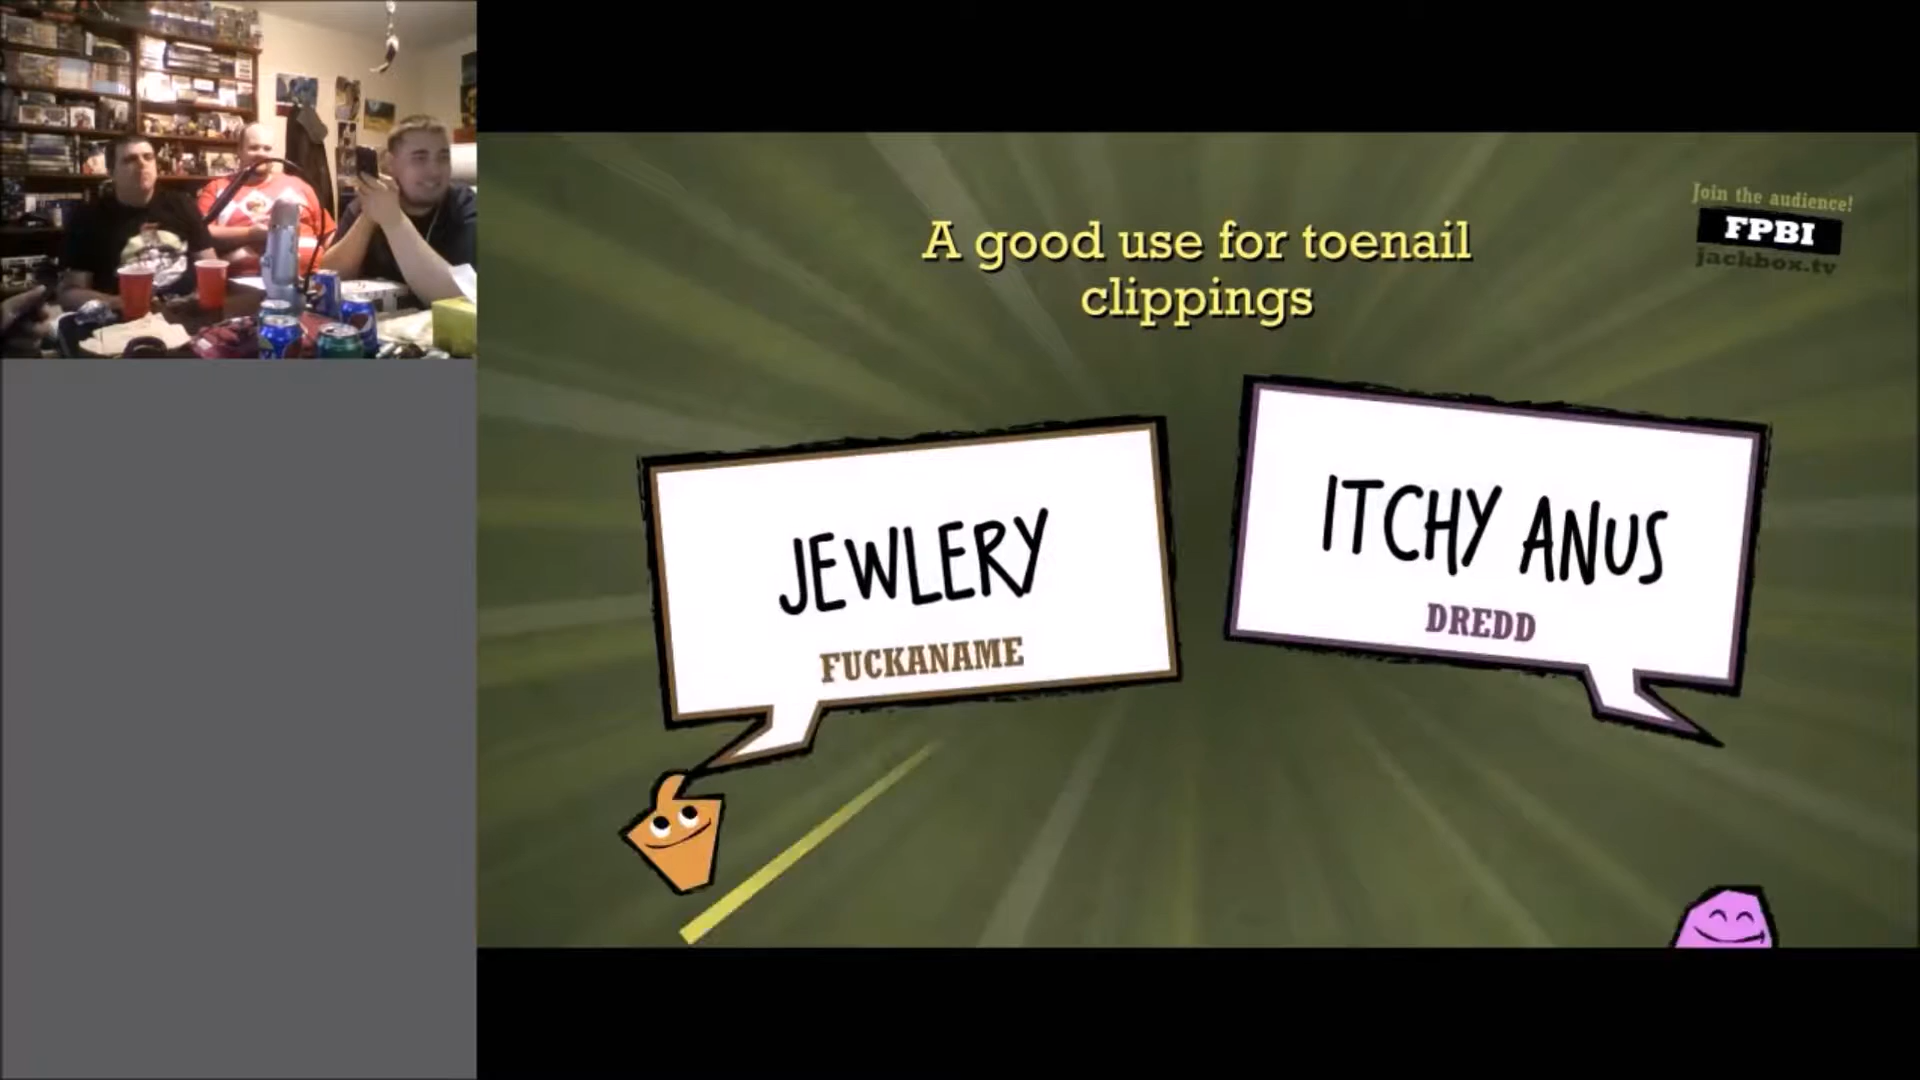 Join the audience!
FPBI
jackbox.tv
A good use for toenail
clippings
JEWLERY
FUCKANAME
ITCHY ANUS
DREDD